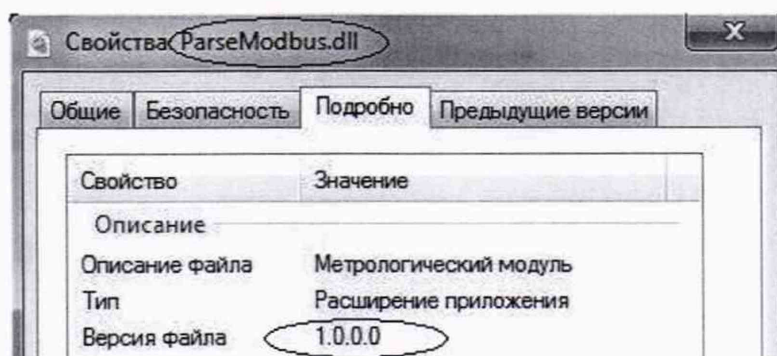 Свойства: ParseModbus.dll
Общие Безопасность Подробно Предыдущие версии
Свойство Значение
Описание
Описание файла Метрологический модуль
Тип Расширение приложения
Версия файла 1.0.0.0